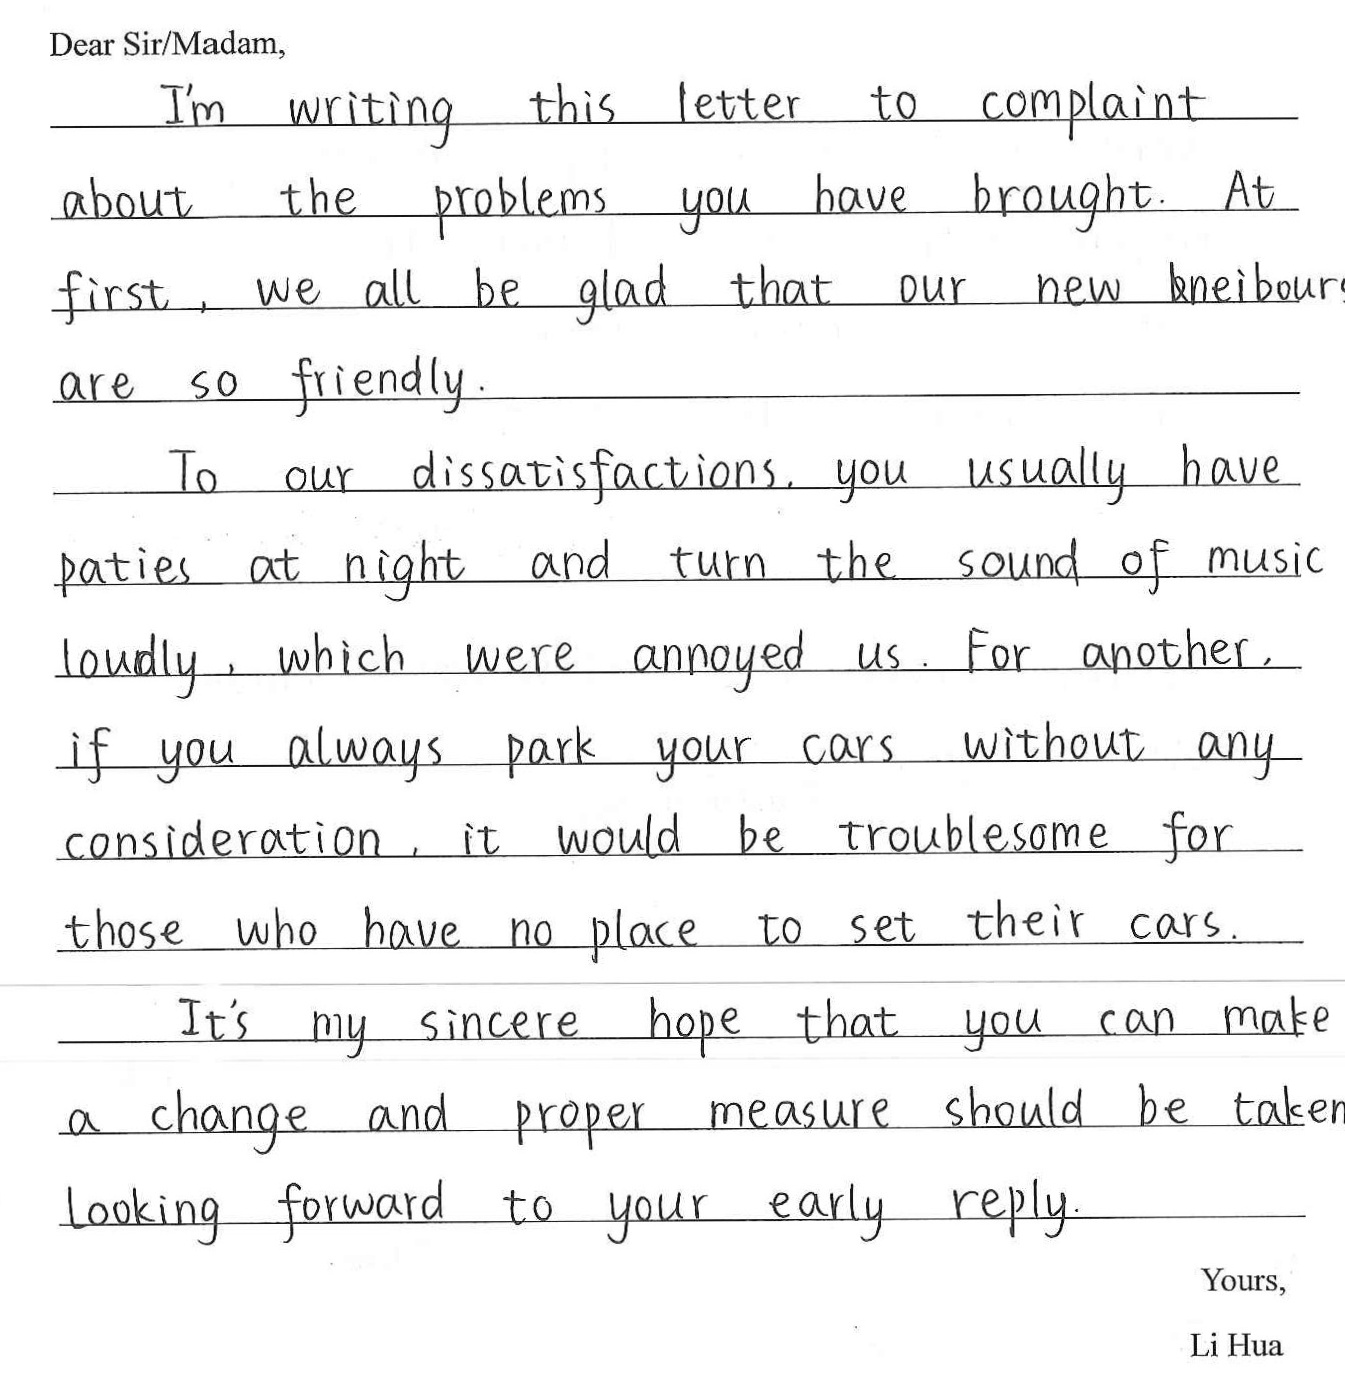 Dear Sir/Madam,
I'm writing this letter to complaint
about the problems you have brought. At
first, we all be glad that our new kneibours
are so friendly.
To our dissatisfactions, you usually have
paties at night and turn the sound of music
loudly, which were annoyed us. For another,
if you always park your cars without any
consideration, it would be troublesome for
those who have no place to set their cars.
It's my sincere hope that you can make
a change and proper measure should be taken
Looking forward to your early reply.
Yours,
Li Hua